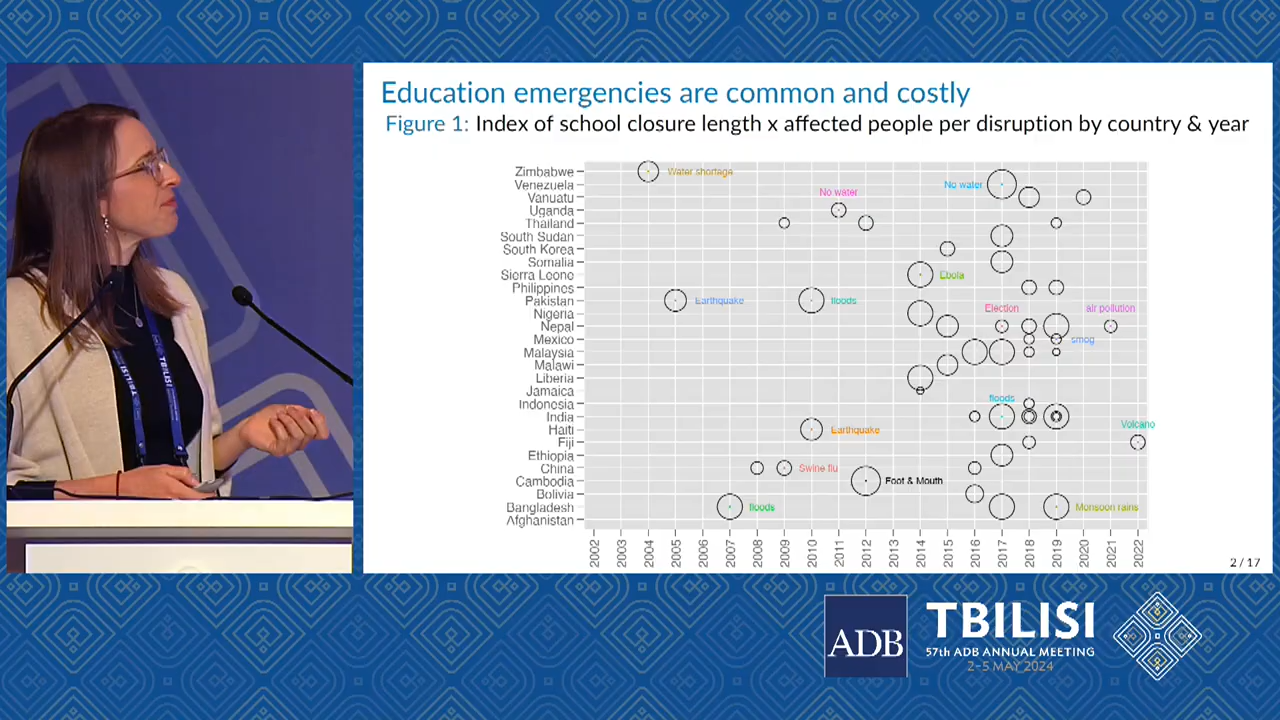 Education emergencies are common and costly
Figure 1: Index of school closure length x affected people per disruption by country & year
Zimbabwe
Water shortage
Venezuela
No water
Vanuatu
No water
Uganda
Thailand
South Sudan
South Korea
Somalia
Sierra Leone
Ebola
Philippines
Pakistan
Earthquake
floods
Nigeria
Election
air pollution
Nepal
Mexico
smog
Malaysia
Malawi
Liberia
Jamaica
Indonesia
floods
India
Haiti
Earthquake
Volcano
Fiji
Ethiopia
China
Swine flu
Cambodia
Foot & Mouth
Bolivia
Bangladesh
floods
Monsoon rains
Afghanistan
2002 2003 2004 2005 2006 2007 2008 2009 2010 2011 2012 2013 2014 2015 2016 2017 2018 2019 2020 2021 2022
2 / 17
TBILISI
TBILISI
ADB
TBILISI
57th ADB ANNUAL MEETING
2-5 MAY 2024